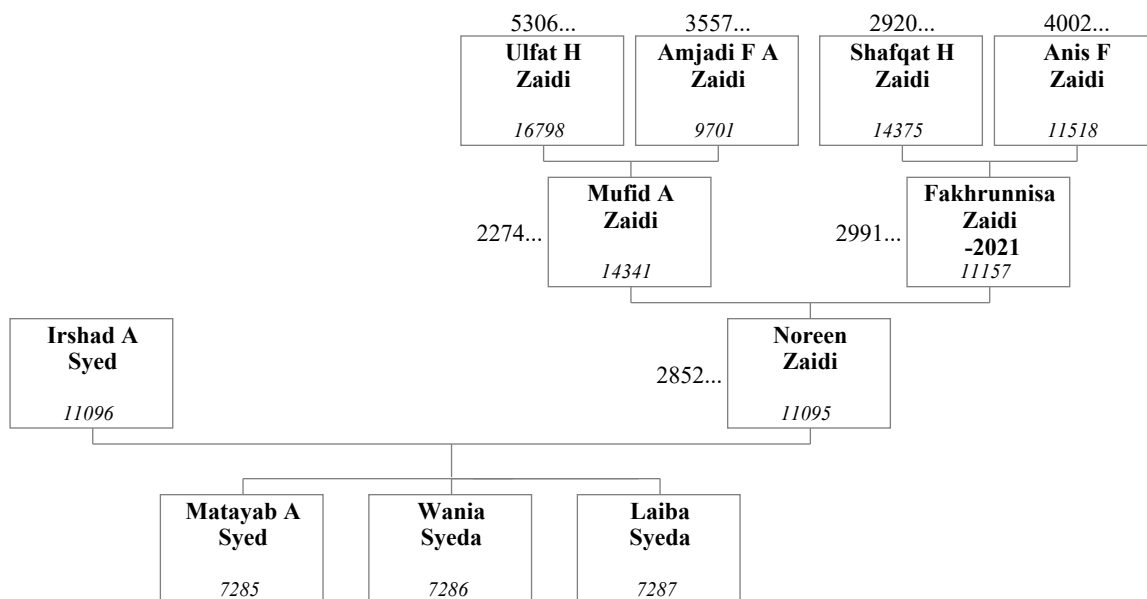 5306...
3557...
2920...
4002...
Ulfat H
Zaidi
16798
Amjadi F A
Zaidi
9701
Shafqat H
Zaidi
14375
Anis F
Zaidi
11518
2274...
Mufid A
Zaidi
14341
2991...
Fakhrunnisa
Zaidi
-2021
11157
Irshad A
Syed
11096
2852...
Noreen
Zaidi
11095
Matayab A
Syed
7285
Wania
Syeda
7286
Laiba
Syeda
7287